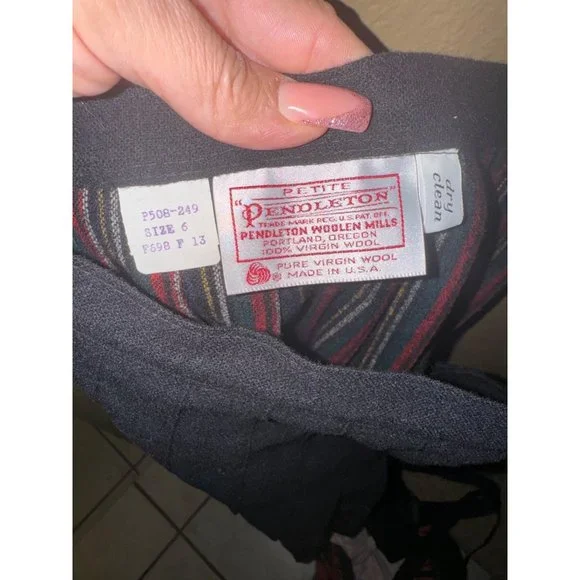 P508-249
SIZE 6
F698 F 13
PETITE
"PENDLETON"
TRADE MARK REG. U.S. PAT. OFF.
PENDLETON WOOLEN MILLS
PORTLAND, OREGON
100% VIRGIN WOOL
PURE VIRGIN WOOL
MADE IN U.S.A.
dry
clean